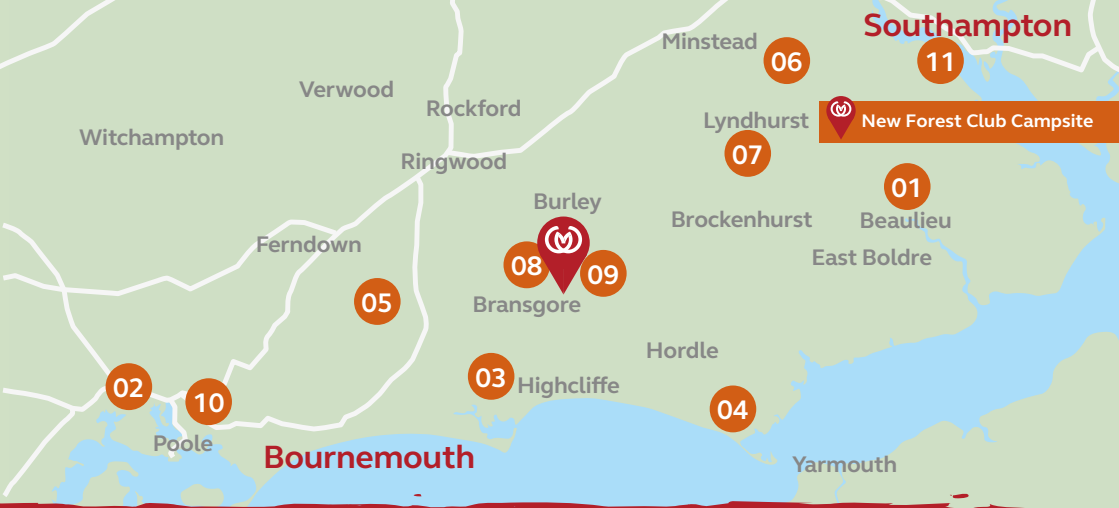 Southampton
Minstead
06
11
Verwood
Rockford
Lyndhurst
New Forest Club Campsite
Witchampton
07
Ringwood
01
Burley
Brockenhurst
Beaulieu
Ferndown
East Boldre
08
09
05
Bransgore
Hordle
03
Highcliffe
02
10
04
Poole
Bournemouth
Yarmouth